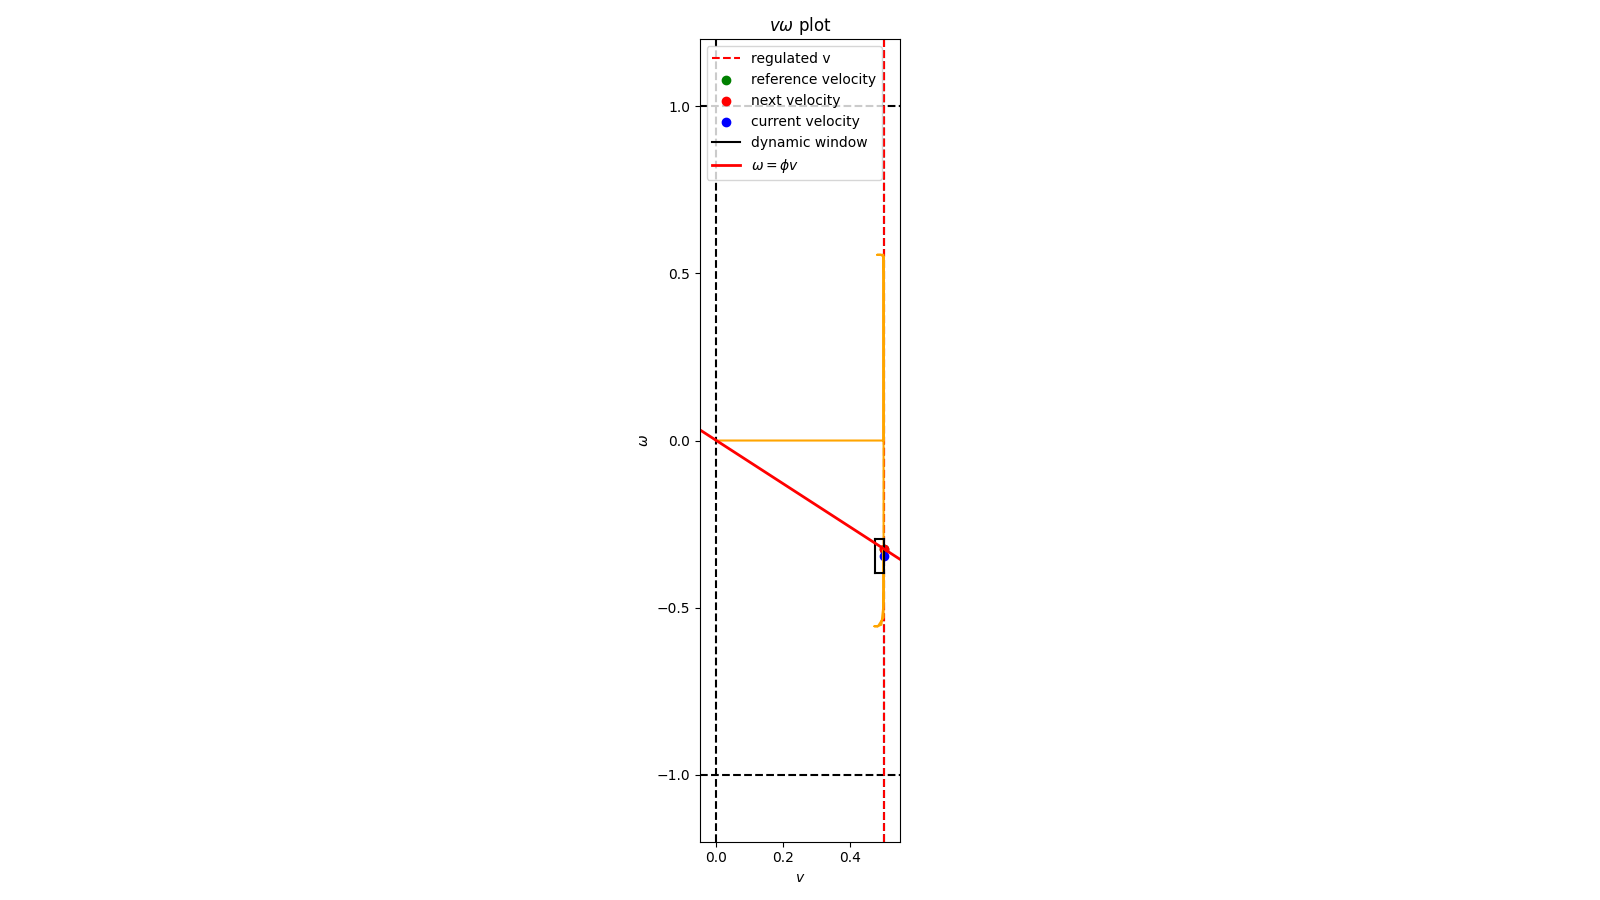 vω plot
regulated v
reference velocity
next velocity
current velocity
dynamic window
ω = ϕv
1.0
0.5
0.0
−0.5
−1.0
ω
0.0 0.2 0.4
v